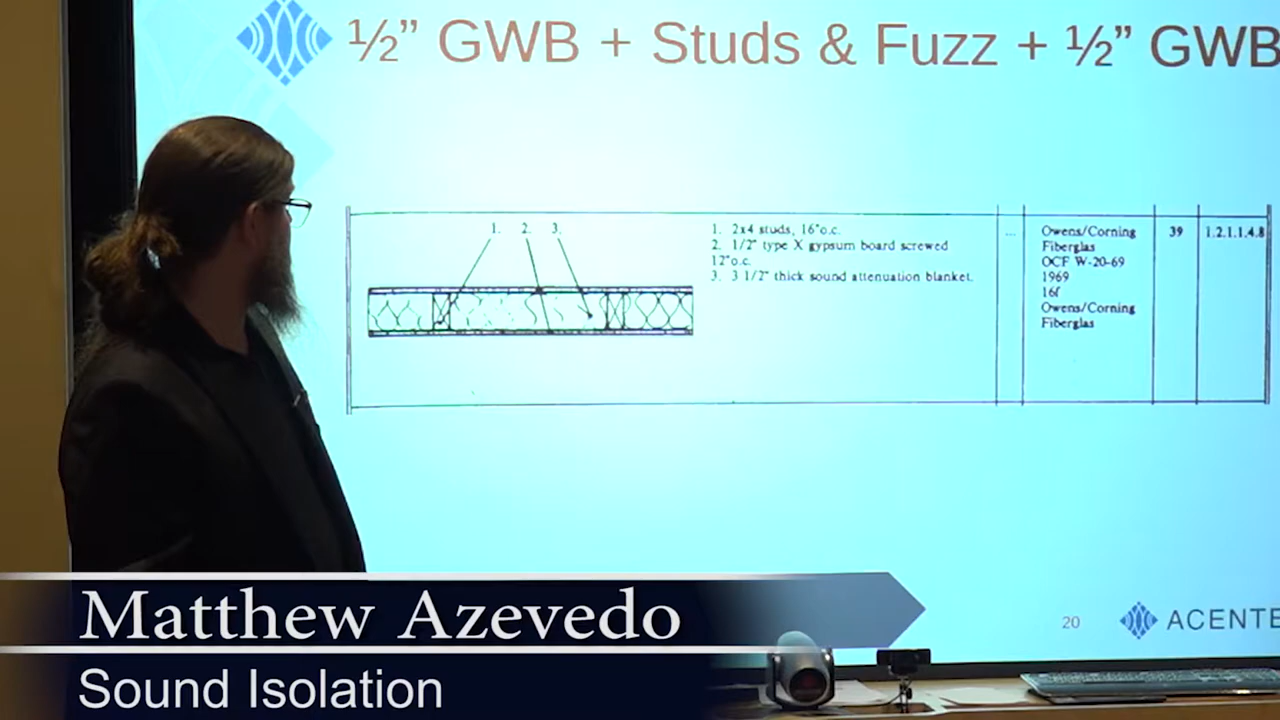 ½” GWB + Studs & Fuzz + ½” GWB
1. 2. 3.
1. 2x4 studs, 16"o.c.
2. 1/2" type X gypsum board screwed
12"o.c.
3. 3 1/2" thick sound attenuation blanket.
...
Owens/Corning
Fiberglas
OCF W-20-69
1969
16f
Owens/Corning
Fiberglas
39
1.2.1.1.4.8
Matthew Azevedo
Sound Isolation
20
ACENTE